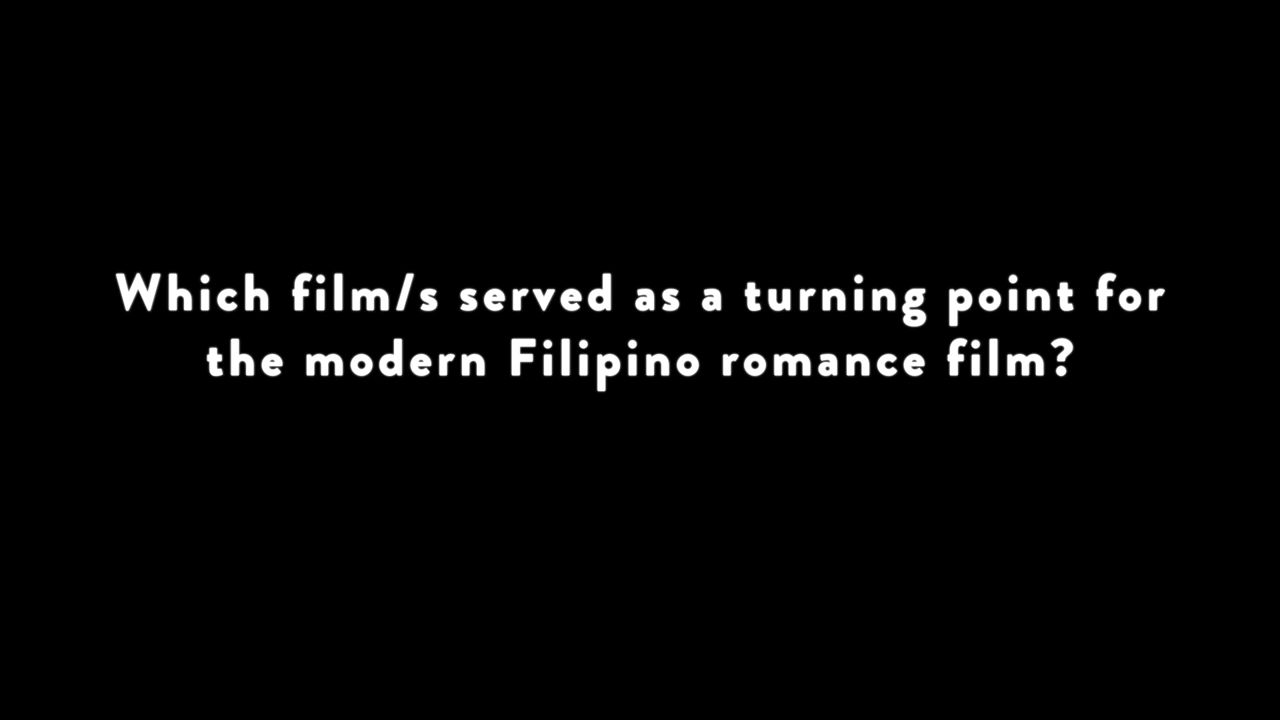 Which film/s served as a turning point for
the modern Filipino romance film?